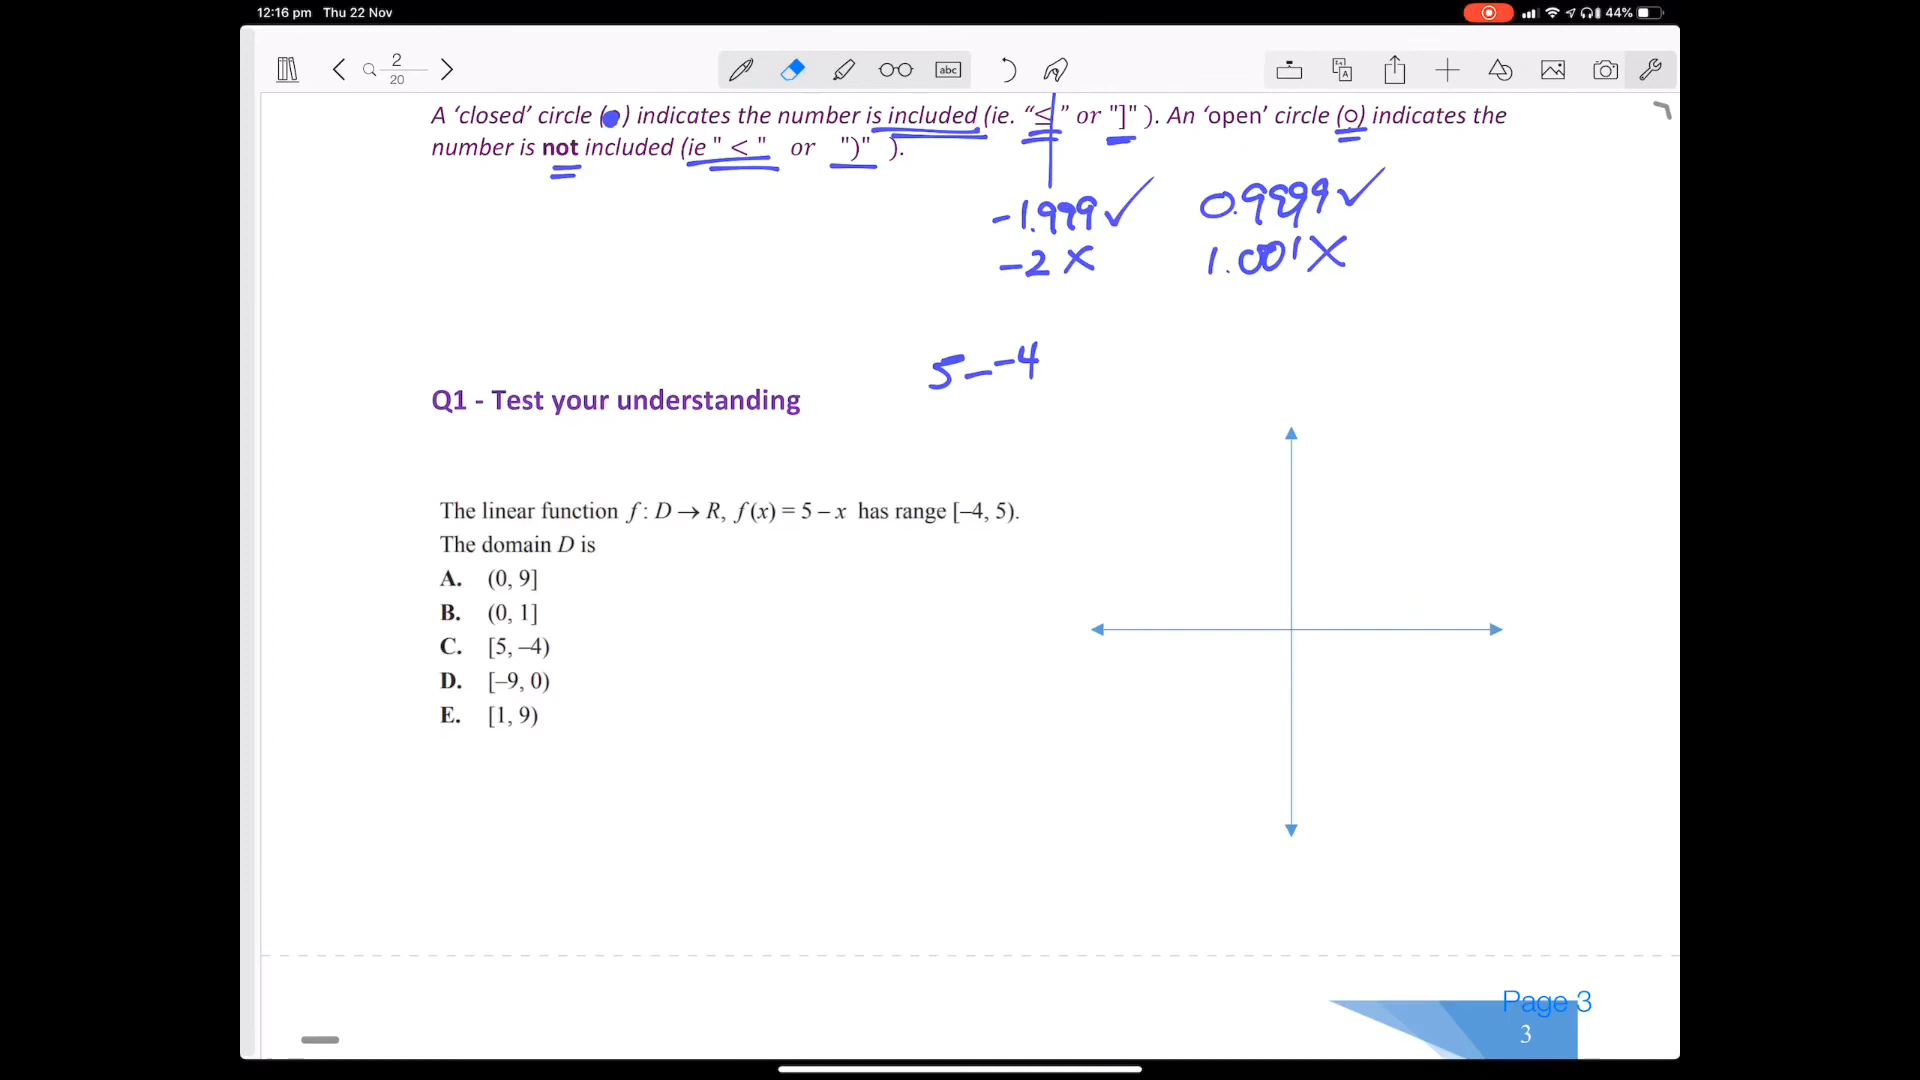 12:16 pm Thu 22 Nov
44%
2
20
abc
A ‘closed’ circle (●) indicates the number is included (ie. “≤” or "]" ). An ‘open’ circle (○) indicates the
number is not included (ie " < " or ")" ).
-1.999 ✓ 0.9999 ✓
-2 x 1.001 X
5--4
Q1 - Test your understanding
The linear function f : D → R, f (x) = 5 – x has range [–4, 5).
The domain D is
A. (0, 9]
B. (0, 1]
C. [5, –4)
D. [–9, 0)
E. [1, 9)
Page 3
3